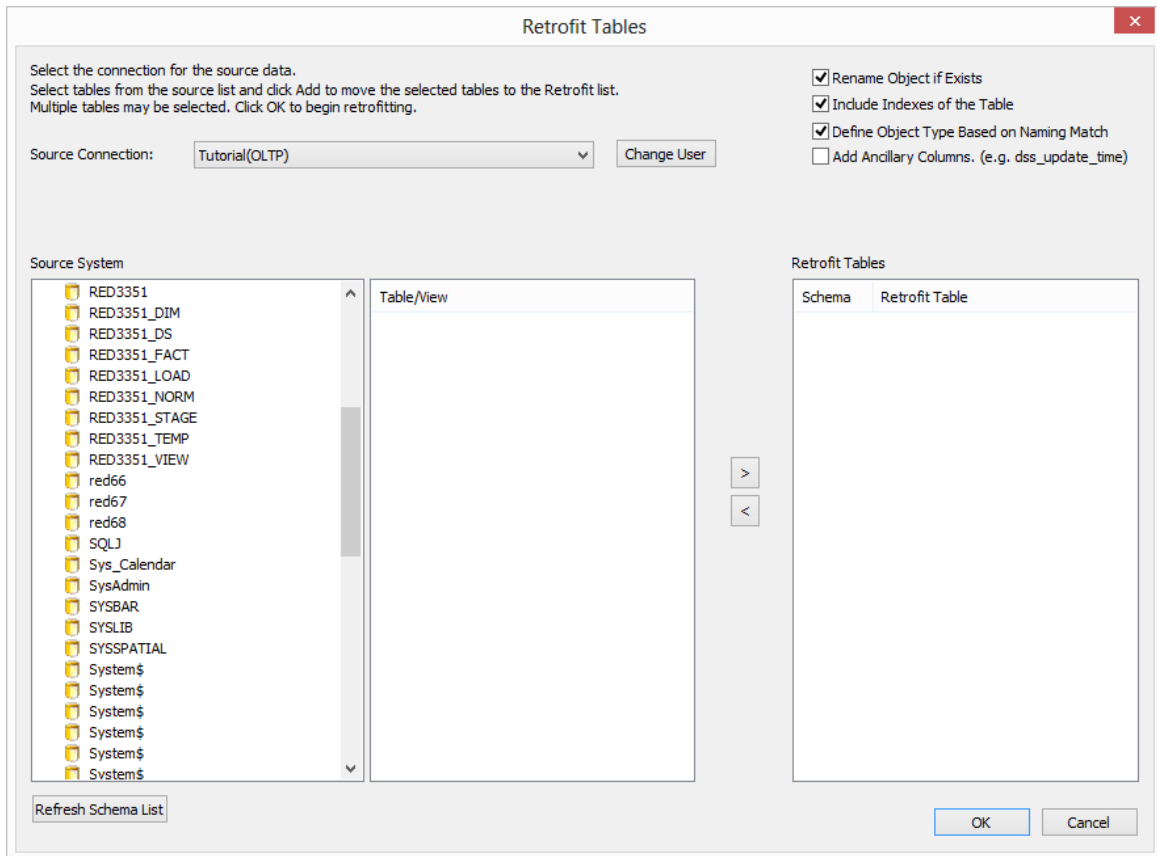 Retrofit Tables
Select the connection for the source data.
Select tables from the source list and click Add to move the selected tables to the Retrofit list.
Multiple tables may be selected. Click OK to begin retrofitting.
Rename Object if Exists
Include Indexes of the Table
Define Object Type Based on Naming Match
Add Ancillary Columns. (e.g. dss_update_time)
Source Connection: Tutorial(OLTP) Change User
Source System
RED3351
RED3351_DIM
RED3351_DS
RED3351_FACT
RED3351_LOAD
RED3351_NORM
RED3351_STAGE
RED3351_TEMP
RED3351_VIEW
red66
red67
red68
SQLJ
Sys_Calendar
SysAdmin
SYSBAR
SYSLIB
SYSSPATIAL
System$
System$
System$
System$
System$
System$
Table/View
>
<
Retrofit Tables
Schema Retrofit Table
Refresh Schema List
OK Cancel